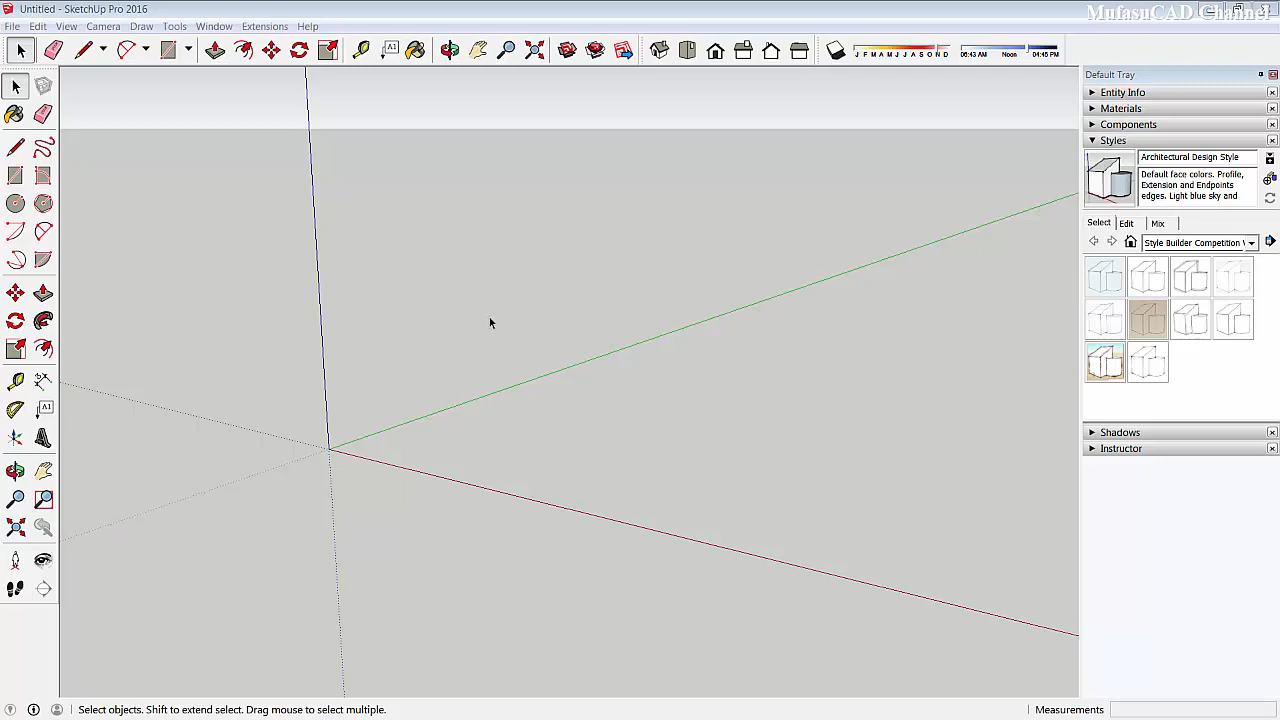 Untitled - SketchUp Pro 2016
MufasuCAD Channel
File Edit View Camera Draw Tools Window Extensions Help
A1
J F M A M J J A S O N D
06:43 AM Noon 04:45 PM
Default Tray
Entity Info
Materials
Components
Styles
Architectural Design Style
Default face colors. Profile,
Extension and Endpoints
edges. Light blue sky and
Select Edit Mix
Style Builder Competition
A1
Shadows
Instructor
Select objects. Shift to extend select. Drag mouse to select multiple.
Measurements